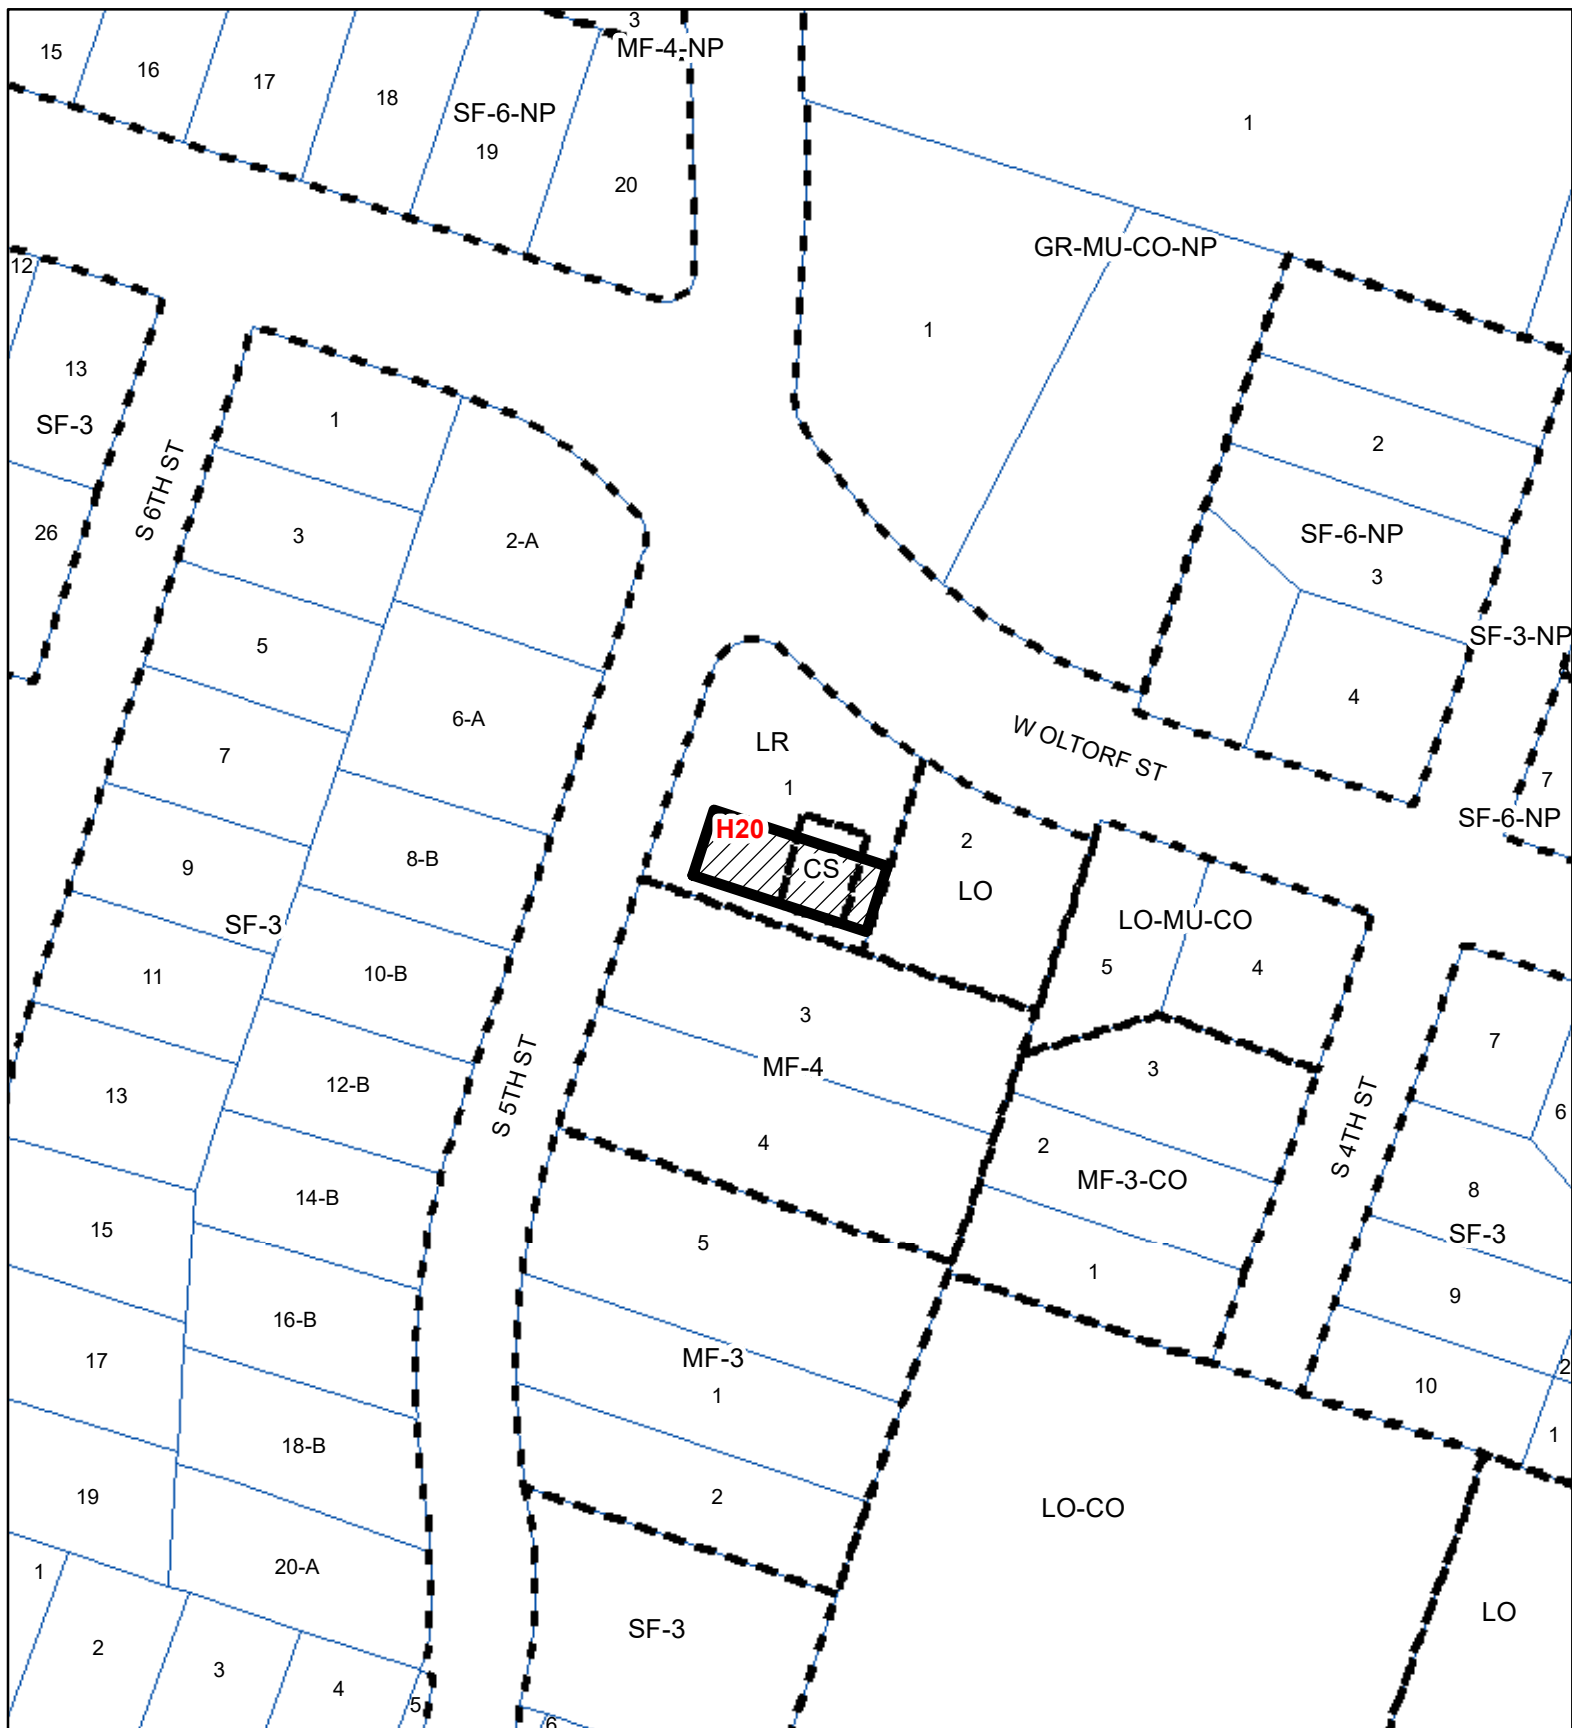 3
MF-4-NP
15
16
17
18
SF-6-NP
19
20
1
GR-MU-CO-NP
12
13
SF-3
26
S 6TH ST
1
1
2
3
2-A
SF-6-NP
3
5
SF-3-NP
6-A
4
7
LR
1
W OLTORF ST
7
SF-6-NP
H20
CS
2
LO
8-B
9
SF-3
LO-MU-CO
5
4
11
10-B
3
MF-4
7
3
12-B
13
S 5TH ST
4
2
MF-3-CO
S 4TH ST
6
8
SF-3
14-B
15
5
1
9
16-B
17
MF-3
1
10
2
1
18-B
19
2
LO-CO
20-A
1
SF-3
LO
2
3
4
5
6